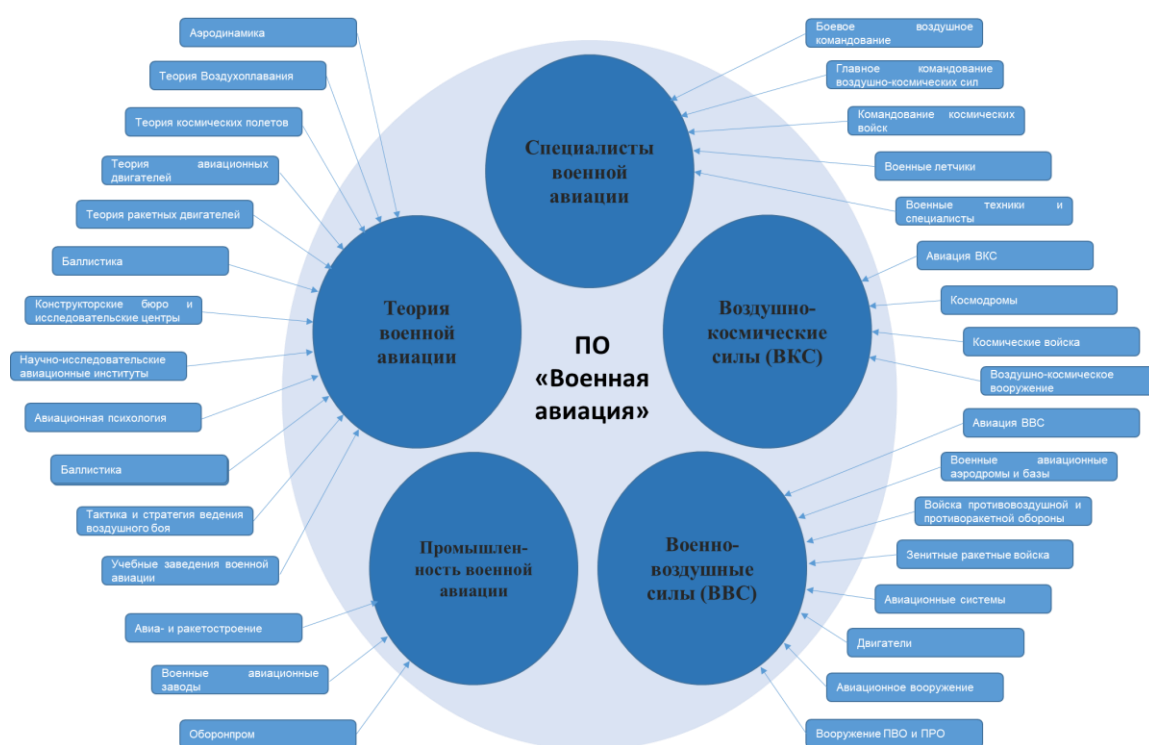 Аэродинамика
Теория Воздухоплавания
Теория космических полетов
Теория авиационных
двигателей
Теория ракетных двигателей
Баллистика
Конструкторские бюро и
исследовательские центры
Научно-исследовательские
авиационные институты
Авиационная психология
Баллистика
Тактика и стратегия ведения
воздушного боя
Учебные заведения военной
авиации
Авиа- и ракетостроение
Военные авиационные
заводы
Оборонпром
Специалисты
военной
авиации
Теория
военной
авиации
Воздушно-
космические
силы (ВКС)
ПО
«Военная
авиация»
Промышлен-
ность военной
авиации
Военно-
воздушные
силы (ВВС)
Боевое воздушное
командование
Главное командование
воздушно-космических сил
Командование космических
войск
Военные летчики
Военные техники и
специалисты
Авиация ВКС
Космодромы
Космические войска
Воздушно-космическое
вооружение
Авиация ВВС
Военные авиационные
аэродромы и базы
Войска противовоздушной и
противоракетной обороны
Зенитные ракетные войска
Авиационные системы
Двигатели
Авиационное вооружение
Вооружение ПВО и ПРО